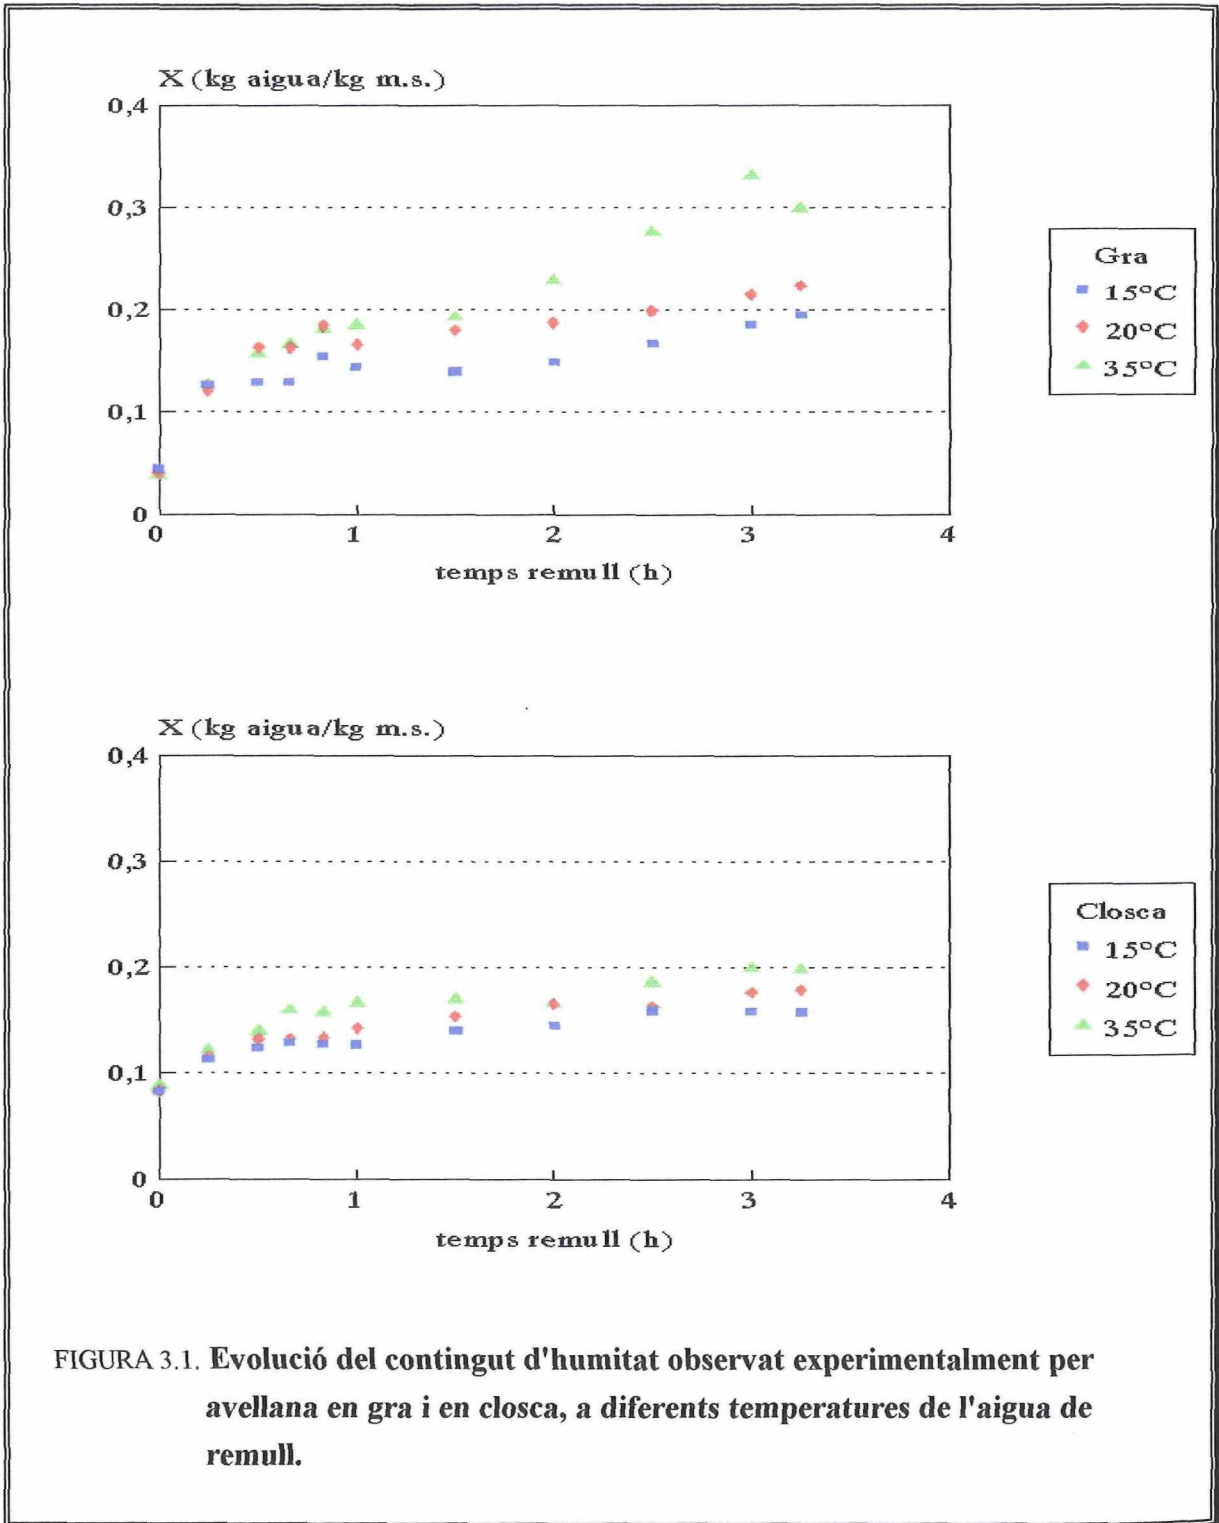 X (kg aigua/kg m.s.)
0,4
0,3
0,2
0,1
0
0 1 2 3 4
temps remull (h)
Gra
15°C
20°C
35°C
X (kg aigua/kg m.s.)
0,4
0,3
0,2
0,1
0
0 1 2 3 4
temps remull (h)
Closca
15°C
20°C
35°C
FIGURA 3.1. Evolució del contingut d'humitat observat experimentalment per
avellana en gra i en closca, a diferents temperatures de l'aigua de
remull.